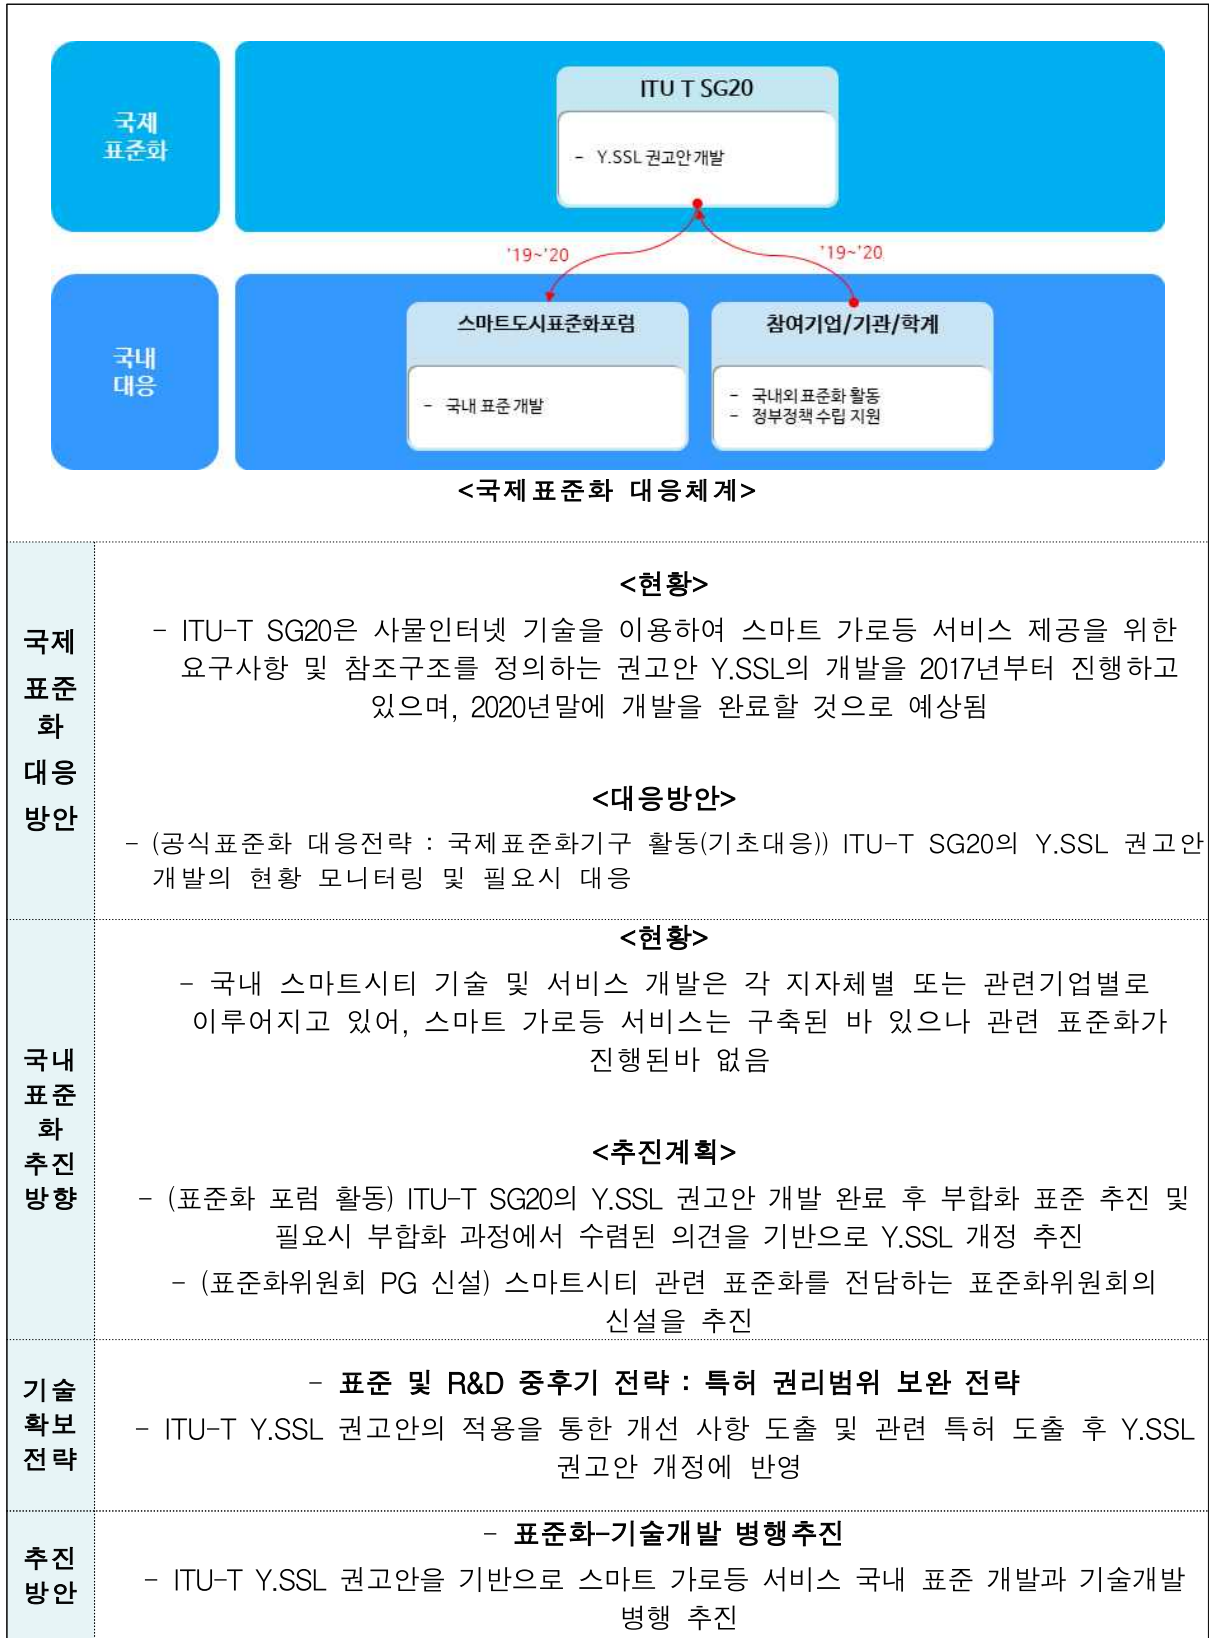 국제
표준화
ITU T SG20
- Y.SSL 권고안 개발
'19~'20
'19~'20
국내
대응
스마트도시표준화포럼
- 국내 표준 개발
참여기업/기관/학계
- 국내외 표준화 활동
- 정부정책 수립 지원
<국제표준화 대응체계>
국제
표준
화
대응
방안
<현황>
- ITU-T SG20은 사물인터넷 기술을 이용하여 스마트 가로등 서비스 제공을 위한
요구사항 및 참조구조를 정의하는 권고안 Y.SSL의 개발을 2017년부터 진행하고
있으며, 2020년말에 개발을 완료할 것으로 예상됨
<대응방안>
- (공식표준화 대응전략 : 국제표준화기구 활동(기초대응)) ITU-T SG20의 Y.SSL 권고안
개발의 현황 모니터링 및 필요시 대응
국내
표준
화
추진
방향
<현황>
- 국내 스마트시티 기술 및 서비스 개발은 각 지자체별 또는 관련기업별로
이루어지고 있어, 스마트 가로등 서비스는 구축된 바 있으나 관련 표준화가
진행된바 없음
<추진계획>
- (표준화 포럼 활동) ITU-T SG20의 Y.SSL 권고안 개발 완료 후 부합화 표준 추진 및
필요시 부합화 과정에서 수렴된 의견을 기반으로 Y.SSL 개정 추진
- (표준화위원회 PG 신설) 스마트시티 관련 표준화를 전담하는 표준화위원회의
신설을 추진
기술
확보
전략
- 표준 및 R&D 중후기 전략 : 특허 권리범위 보완 전략
- ITU-T Y.SSL 권고안의 적용을 통한 개선 사항 도출 및 관련 특허 도출 후 Y.SSL
권고안 개정에 반영
추진
방안
- 표준화-기술개발 병행추진
- ITU-T Y.SSL 권고안을 기반으로 스마트 가로등 서비스 국내 표준 개발과 기술개발
병행 추진